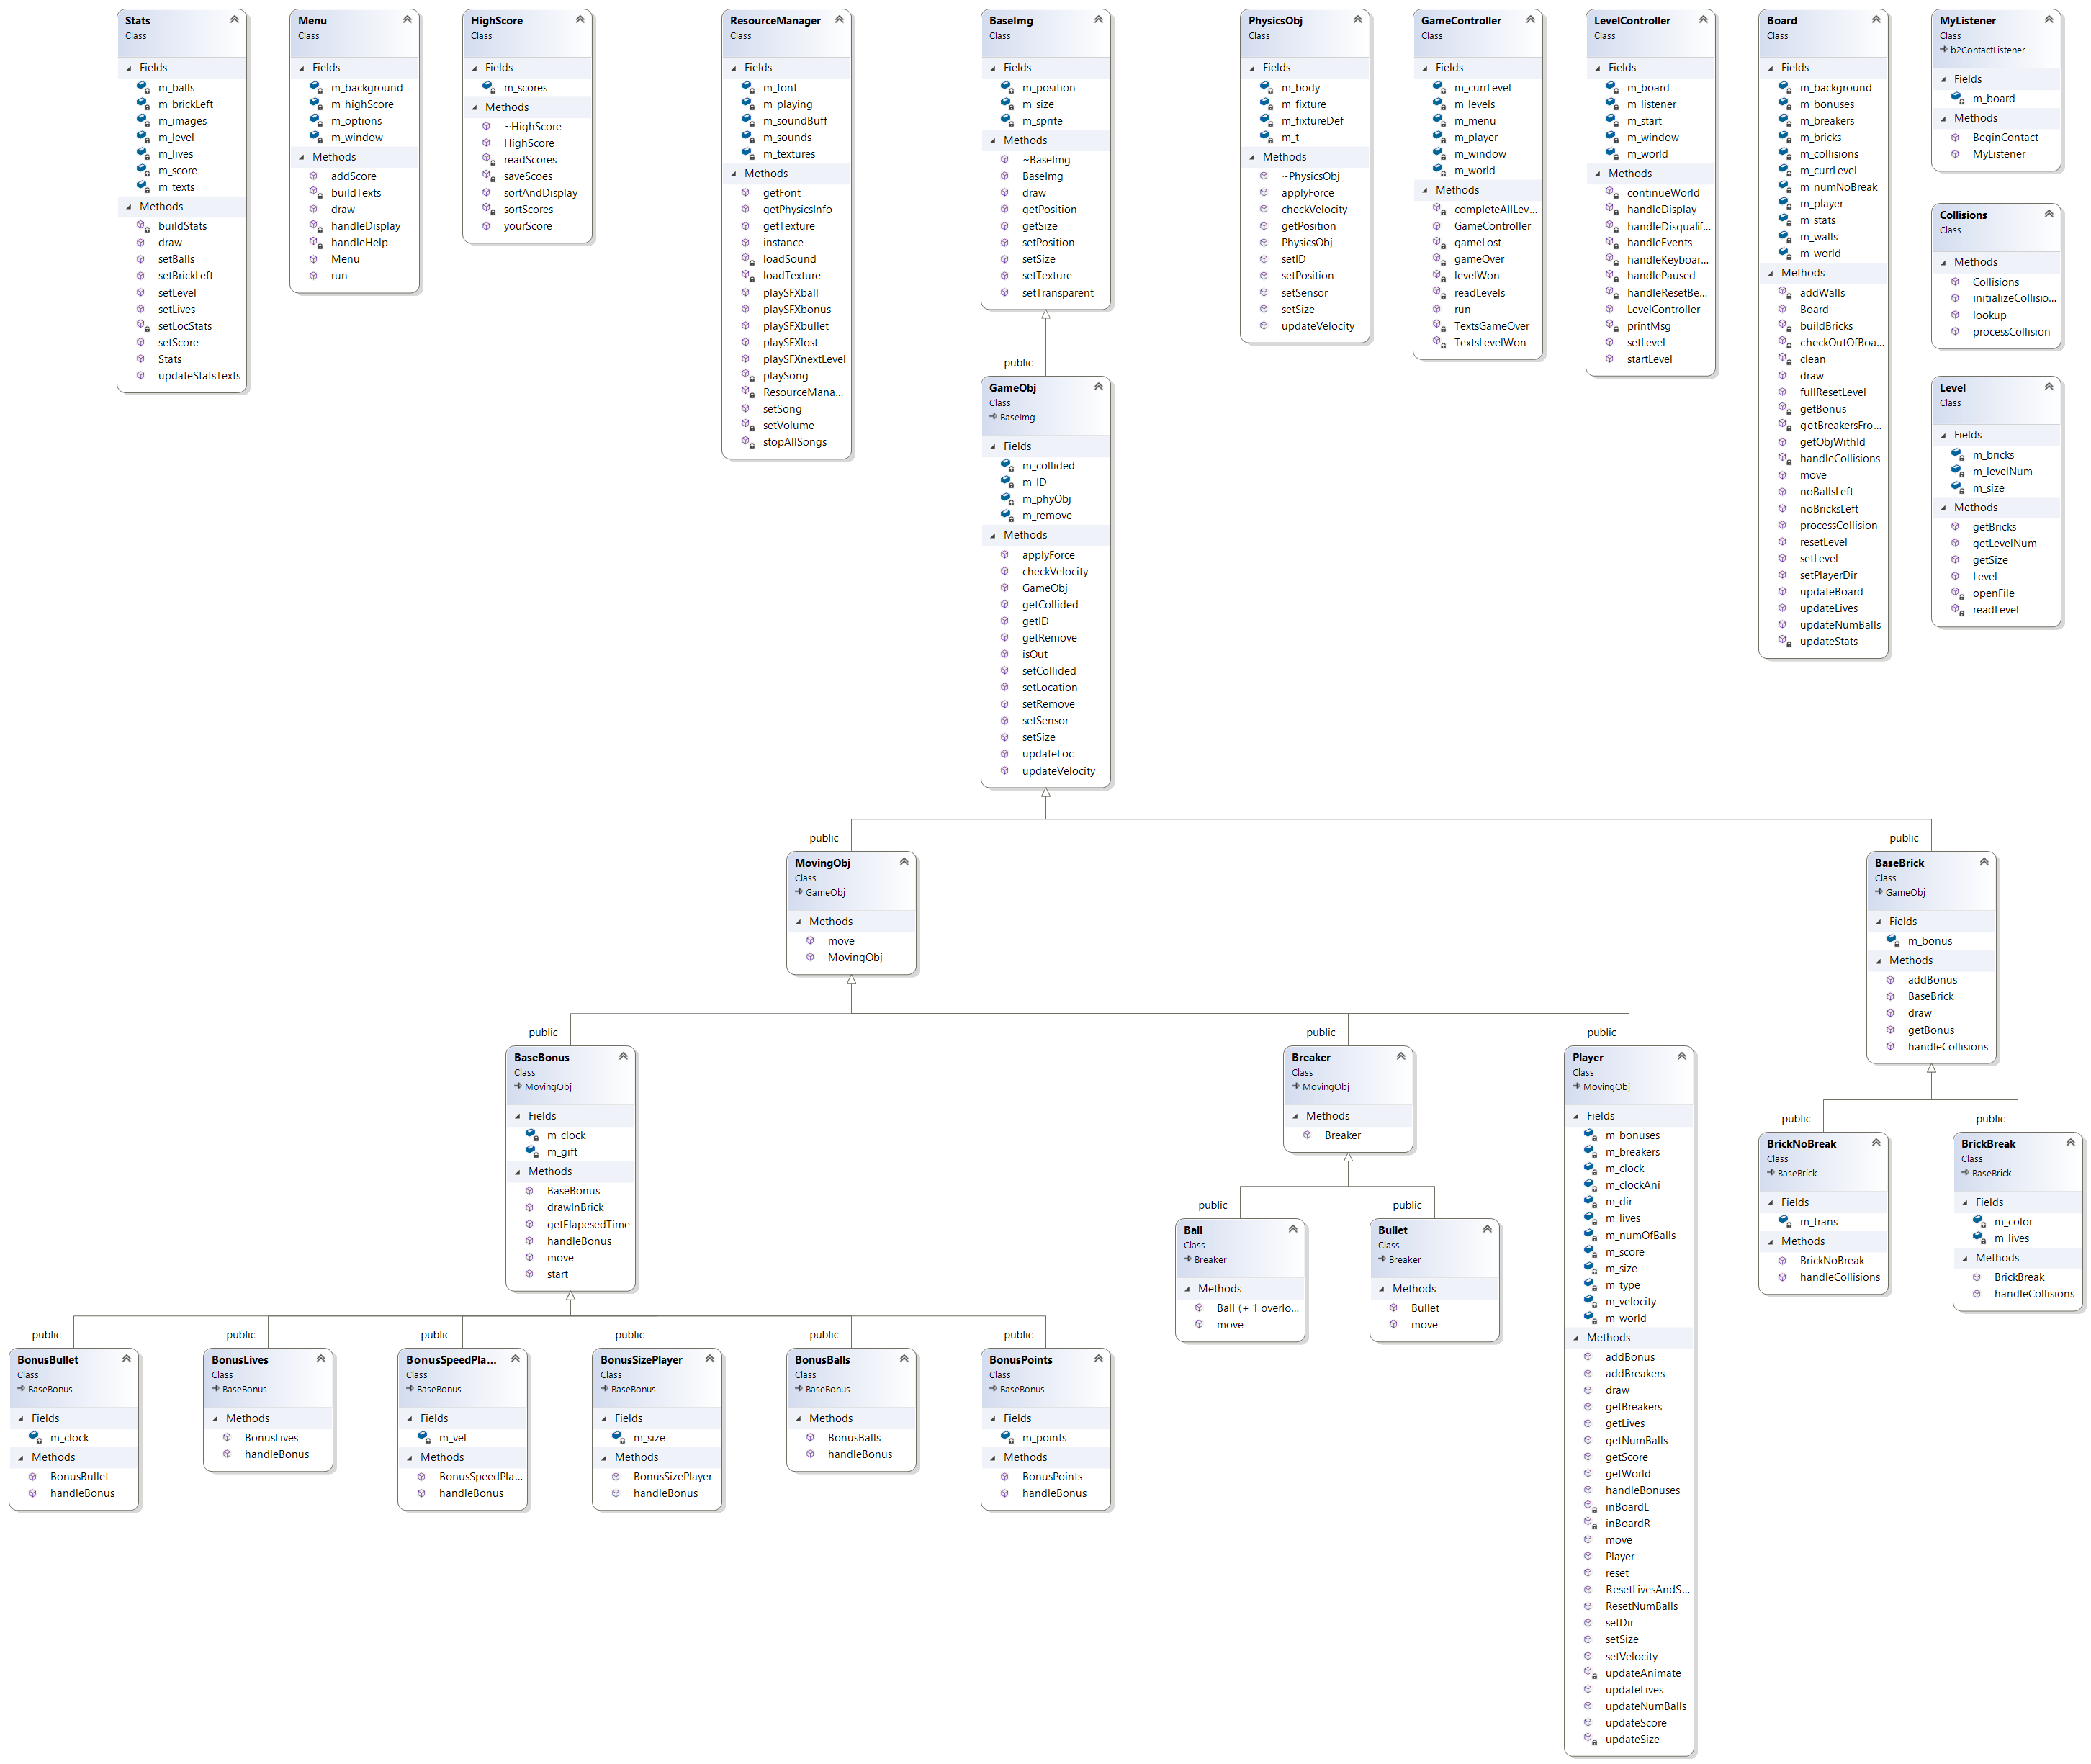 Stats
Class
Fields
m_balls
m_brickLeft
m_images
m_level
m_lives
m_score
m_texts
Methods
buildStats
draw
setBalls
setBrickLeft
setLevel
setLives
setLocStats
setScore
Stats
updateStatsTexts
Menu
Class
Fields
m_background
m_highScore
m_options
m_window
Methods
addScore
buildTexts
draw
handleDisplay
handleHelp
Menu
run
HighScore
Class
Fields
m_scores
Methods
~HighScore
HighScore
readScores
saveScoes
sortAndDisplay
sortScores
yourScore
ResourceManager
Class
Fields
m_font
m_playing
m_soundBuff
m_sounds
m_textures
Methods
getFont
getPhysicsInfo
getTexture
instance
loadSound
loadTexture
playSFXball
playSFXbonus
playSFXbullet
playSFXlost
playSFXnextLevel
playSong
ResourceMana...
setSong
setVolume
stopAllSongs
BaseImg
Class
Fields
m_position
m_size
m_sprite
Methods
~BaseImg
BaseImg
draw
getPosition
getSize
setPosition
setSize
setTexture
setTransparent
PhysicsObj
Class
Fields
m_body
m_fixture
m_fixtureDef
m_t
Methods
~PhysicsObj
applyForce
checkVelocity
getPosition
PhysicsObj
setID
setPosition
setSensor
setSize
updateVelocity
GameController
Class
Fields
m_currLevel
m_levels
m_menu
m_player
m_window
m_world
Methods
completeAllLev...
GameController
gameLost
gameOver
levelWon
readLevels
run
TextsGameOver
TextsLevelWon
LevelController
Class
Fields
m_board
m_listener
m_start
m_window
m_world
Methods
continueWorld
handleDisplay
handleDisqualif...
handleEvents
handleKeyboar...
handlePaused
handleResetBe...
LevelController
printMsg
setLevel
startLevel
Board
Class
Fields
m_background
m_bonuses
m_breakers
m_bricks
m_collisions
m_currLevel
m_numNoBreak
m_player
m_stats
m_walls
m_world
Methods
addWalls
Board
buildBricks
checkOutOfBoa...
clean
draw
fullResetLevel
getBonus
getBreakersFro...
getObjWithId
handleCollisions
move
noBallsLeft
noBricksLeft
processCollision
resetLevel
setLevel
setPlayerDir
updateBoard
updateLives
updateNumBalls
updateStats
MyListener
Class
b2ContactListener
Fields
m_board
Methods
BeginContact
MyListener
Collisions
Class
Methods
Collisions
initializeCollisio...
lookup
processCollision
Level
Class
Fields
m_bricks
m_levelNum
m_size
Methods
getBricks
getLevelNum
getSize
Level
openFile
readLevel
public
GameObj
Class
BaseImg
Fields
m_collided
m_ID
m_phyObj
m_remove
Methods
applyForce
checkVelocity
GameObj
getCollided
getID
getRemove
isOut
setCollided
setLocation
setRemove
setSensor
setSize
updateLoc
updateVelocity
public
MovingObj
Class
GameObj
Methods
move
MovingObj
public
BaseBrick
Class
GameObj
Fields
m_bonus
Methods
addBonus
BaseBrick
draw
getBonus
handleCollisions
public
BaseBonus
Class
MovingObj
Fields
m_clock
m_gift
Methods
BaseBonus
drawInBrick
getElapesedTime
handleBonus
move
start
public
Breaker
Class
MovingObj
Methods
Breaker
public
Player
Class
MovingObj
Fields
m_bonuses
m_breakers
m_clock
m_clockAni
m_dir
m_lives
m_numOfBalls
m_score
m_size
m_type
m_velocity
m_world
Methods
addBonus
addBreakers
draw
getBreakers
getLives
getNumBalls
getScore
getWorld
handleBonuses
inBoardL
inBoardR
move
Player
reset
ResetLivesAndS...
ResetNumBalls
setDir
setSize
setVelocity
updateAnimate
updateLives
updateNumBalls
updateScore
updateSize
public
BrickNoBreak
Class
BaseBrick
Fields
m_trans
Methods
BrickNoBreak
handleCollisions
public
BrickBreak
Class
BaseBrick
Fields
m_color
m_lives
Methods
BrickBreak
handleCollisions
public
Ball
Class
Breaker
Methods
Ball (+ 1 overlo...
move
public
Bullet
Class
Breaker
Methods
Bullet
move
public
BonusBullet
Class
BaseBonus
Fields
m_clock
Methods
BonusBullet
handleBonus
public
BonusLives
Class
BaseBonus
Methods
BonusLives
handleBonus
public
BonusSpeedPla...
Class
BaseBonus
Fields
m_vel
Methods
BonusSpeedPla...
handleBonus
public
BonusSizePlayer
Class
BaseBonus
Fields
m_size
Methods
BonusSizePlayer
handleBonus
public
BonusBalls
Class
BaseBonus
Methods
BonusBalls
handleBonus
public
BonusPoints
Class
BaseBonus
Fields
m_points
Methods
BonusPoints
handleBonus